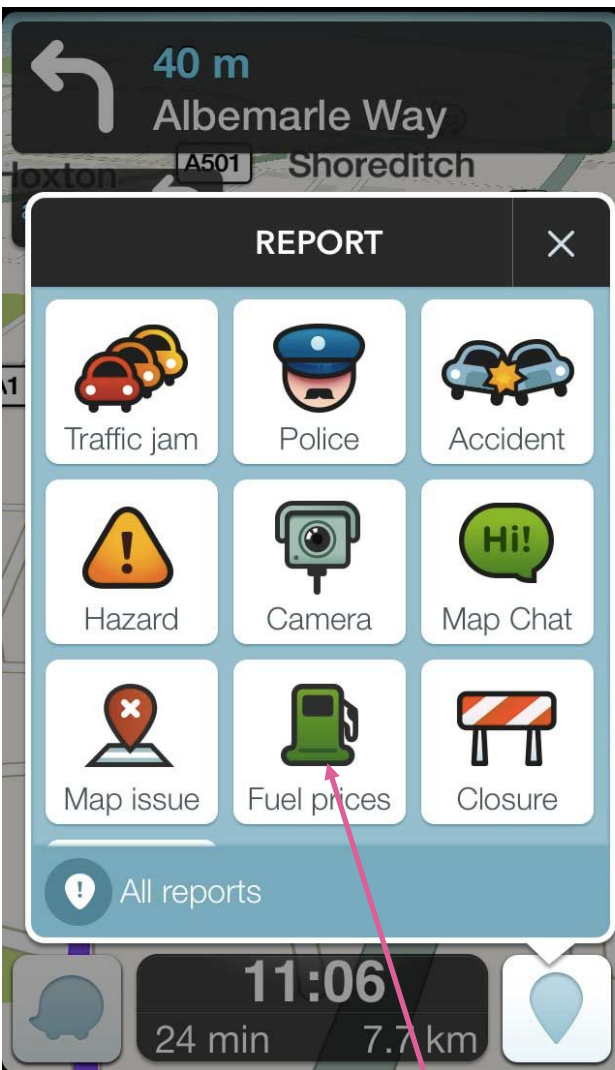 40 m
Albemarle Way
A501 Shoreditch
REPORT
Traffic jam Police Accident
Hi!
Hazard Camera Map Chat
Map issue Fuel prices Closure
All reports
11:06
24 min 7.7 km